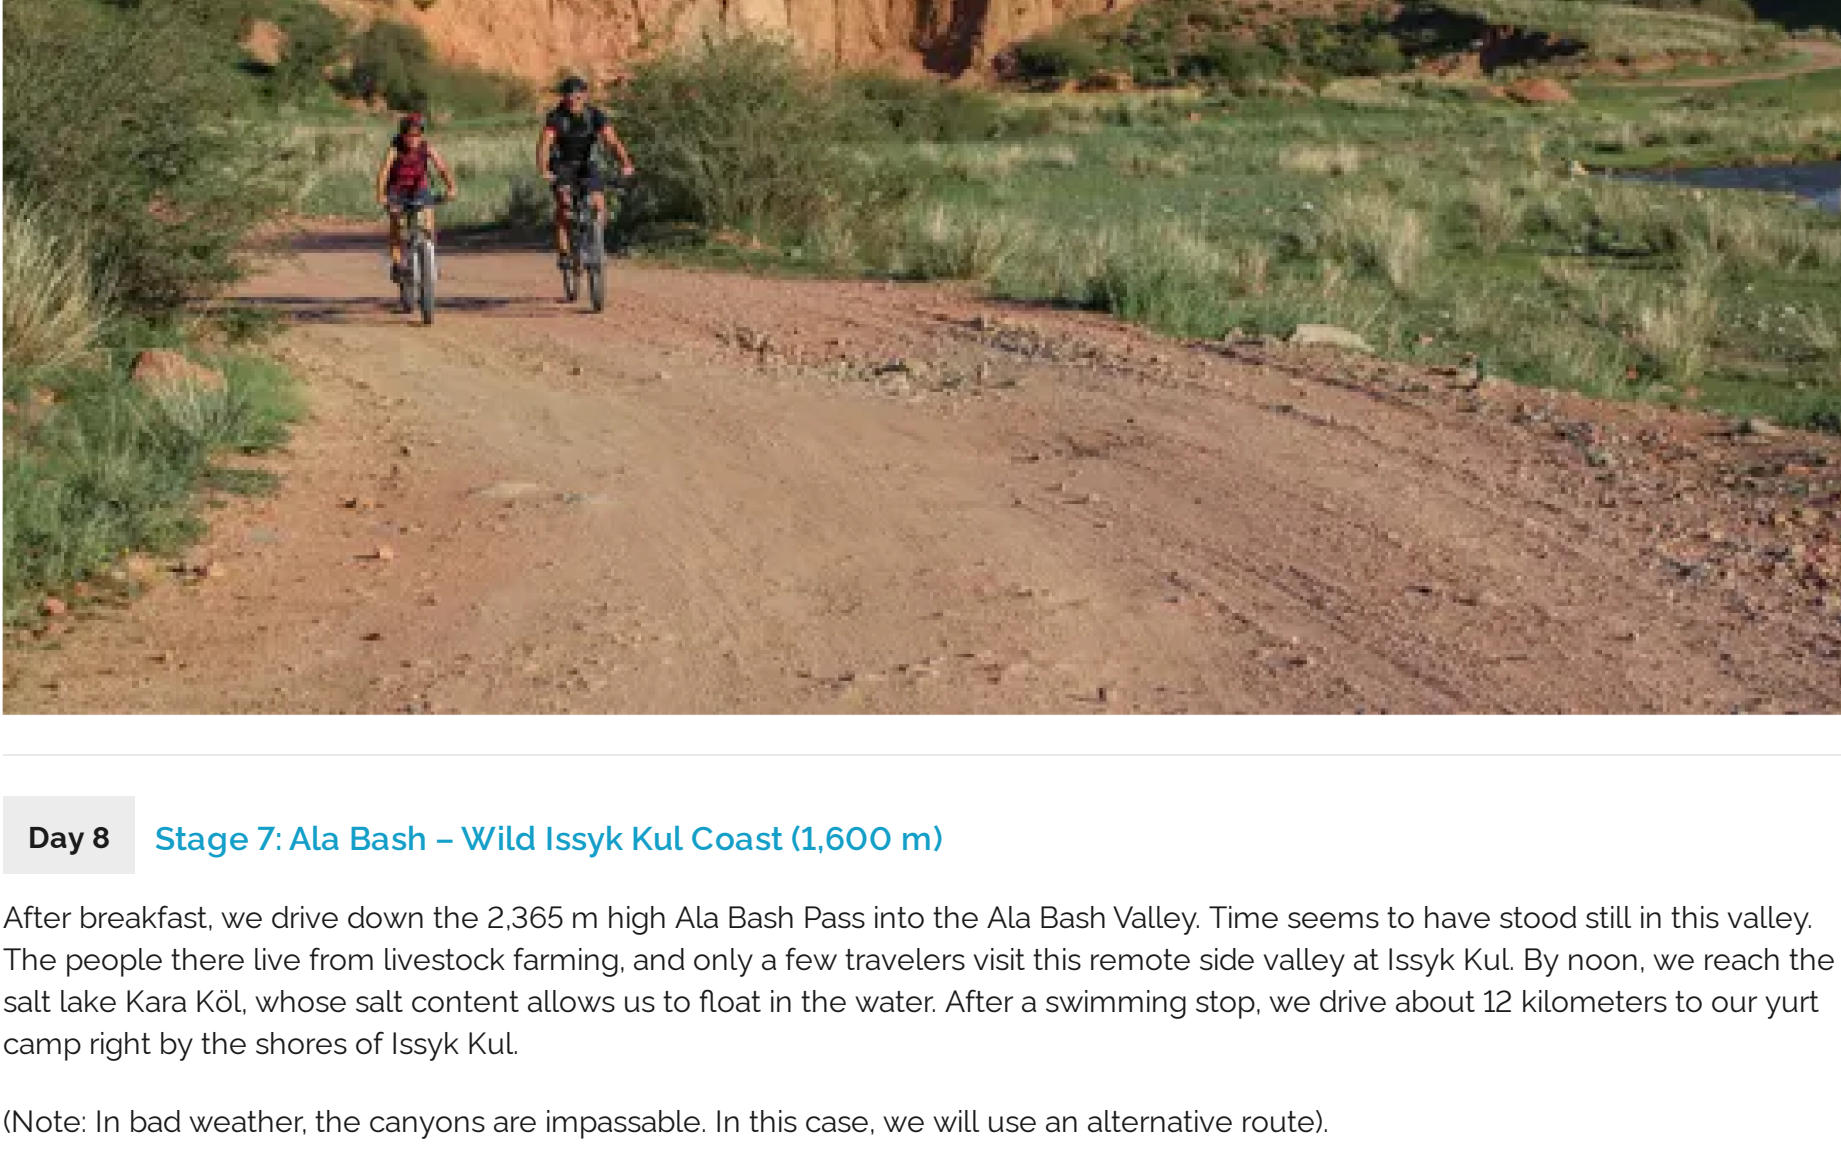 Day 8
Stage 7: Ala Bash – Wild Issyk Kul Coast (1,600 m)
After breakfast, we drive down the 2,365 m high Ala Bash Pass into the Ala Bash Valley. Time seems to have stood still in this valley.
The people there live from livestock farming, and only a few travelers visit this remote side valley at Issyk Kul. By noon, we reach the
salt lake Kara Köl, whose salt content allows us to float in the water. After a swimming stop, we drive about 12 kilometers to our yurt
camp right by the shores of Issyk Kul.
(Note: In bad weather, the canyons are impassable. In this case, we will use an alternative route).